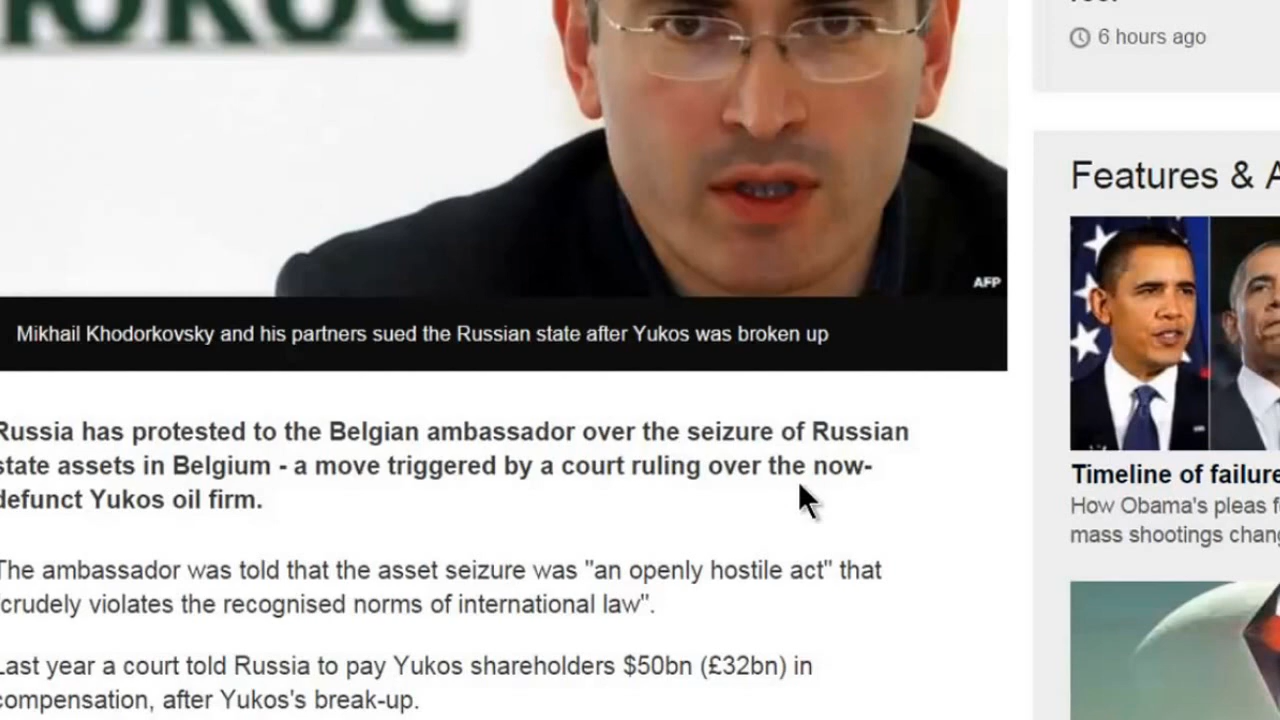 AFP
Mikhail Khodorkovsky and his partners sued the Russian state after Yukos was broken up
Russia has protested to the Belgian ambassador over the seizure of Russian
state assets in Belgium - a move triggered by a court ruling over the now-
defunct Yukos oil firm.
The ambassador was told that the asset seizure was "an openly hostile act" that
crudely violates the recognised norms of international law".
Last year a court told Russia to pay Yukos shareholders $50bn (£32bn) in
compensation, after Yukos's break-up.
6 hours ago
Features & A
Timeline of failure
How Obama's pleas f
mass shootings chang